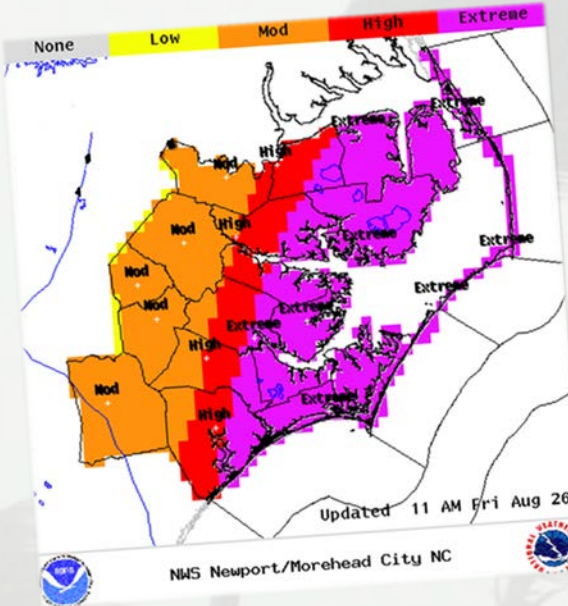 None Low Mod High Extreme
Extreme
Extreme
High
Mod
Mod
High
Extreme
Extreme
Mod
Extreme
Mod
Extreme
Extreme
High
Mod
Extreme
High
Updated 11 AM Fri Aug 26
NWS Newport/Morehead City NC